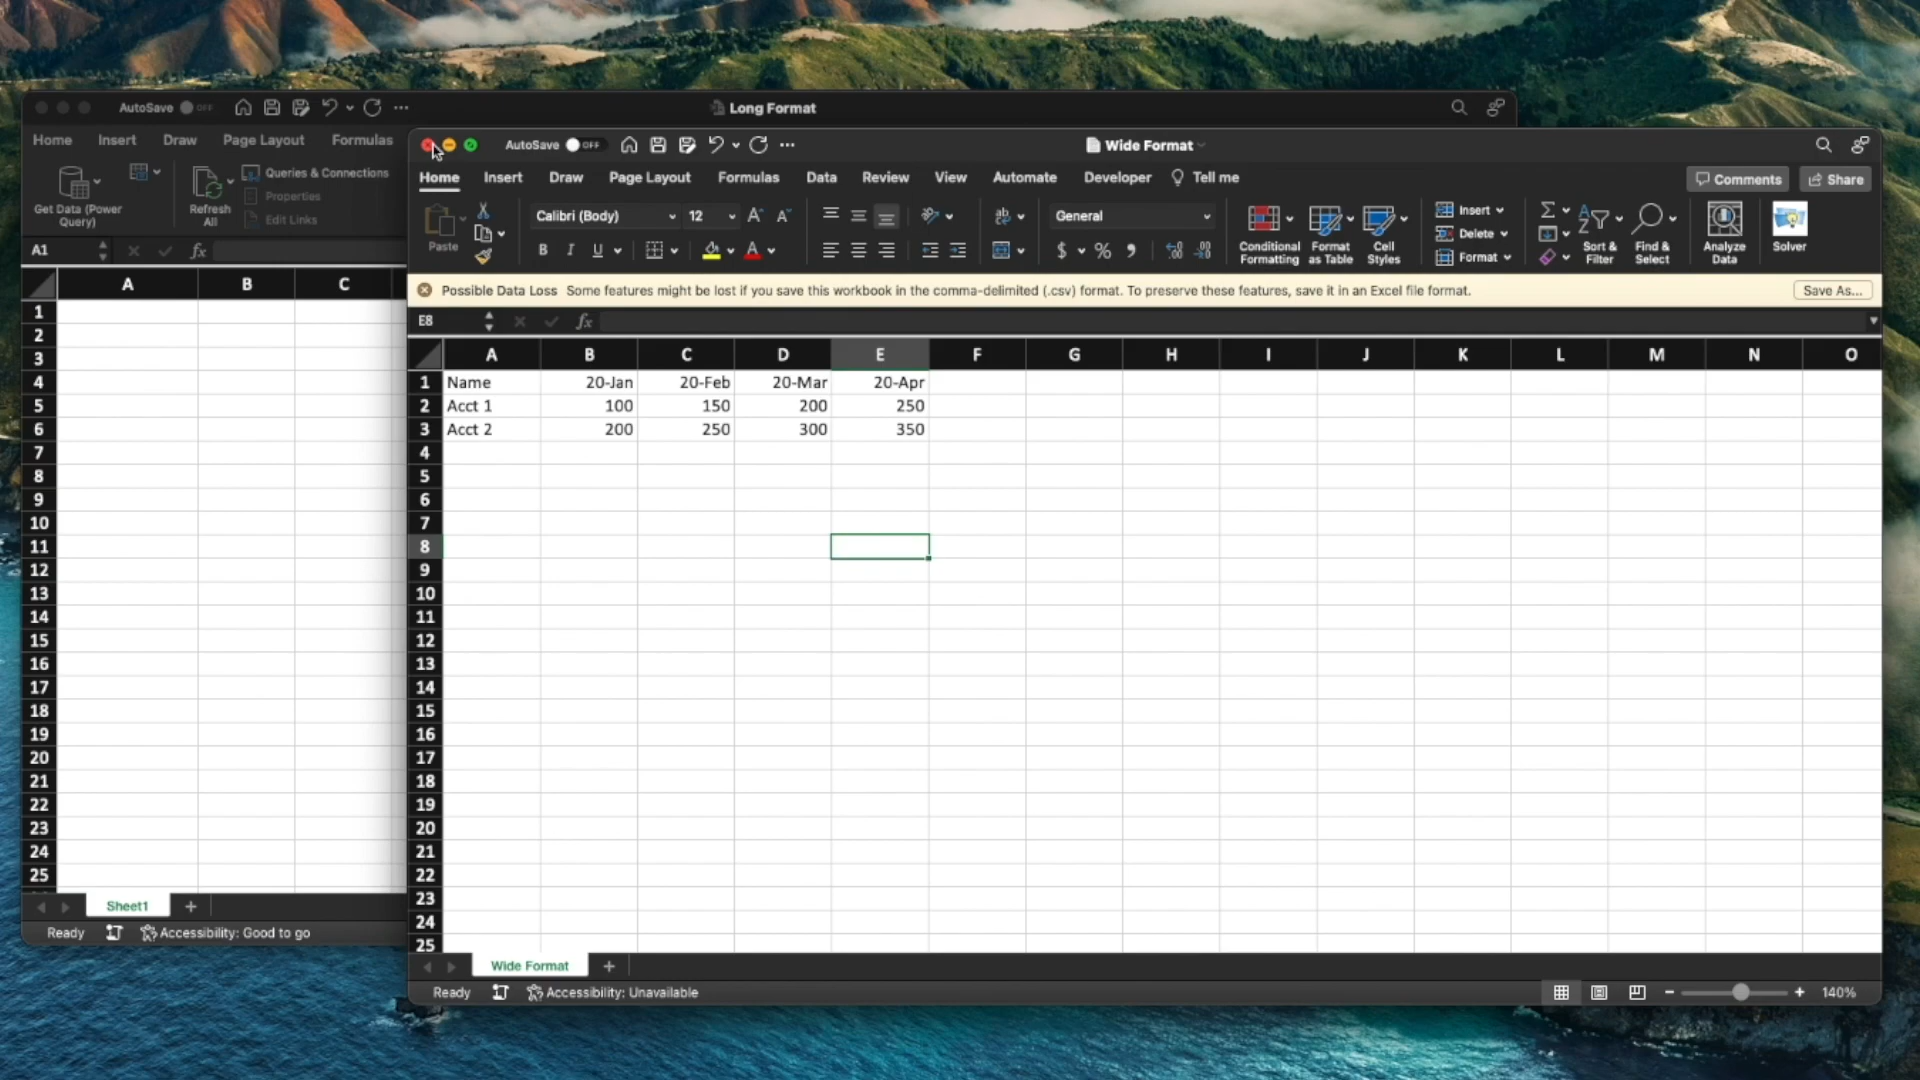 AutoSave OFF
Long Format
Home Insert Draw Page Layout Formulas
Get Data (Power Query)
Refresh All
Queries & Connections
Properties
Edit Links
A1
fx
A B C
1
2
3
4
5
6
7
8
9
10
11
12
13
14
15
16
17
18
19
20
21
22
23
24
25
Sheet1
Ready Accessibility: Good to go
AutoSave OFF
Wide Format
Home Insert Draw Page Layout Formulas Data Review View Automate Developer Tell me
Comments Share
Paste
Calibri (Body) 12
B I U
General
$ %
Conditional Formatting
Format as Table
Cell Styles
Insert
Delete
Format
Sort & Filter
Find & Select
Analyze Data
Solver
Possible Data Loss Some features might be lost if you save this workbook in the comma-delimited (.csv) format. To preserve these features, save it in an Excel file format. Save As...
E8
fx
A B C D E F G H I J K L M N O
1 Name 20-Jan 20-Feb 20-Mar 20-Apr
2 Acct 1 100 150 200 250
3 Acct 2 200 250 300 350
4
5
6
7
8
9
10
11
12
13
14
15
16
17
18
19
20
21
22
23
24
25
Wide Format
Ready Accessibility: Unavailable
140%